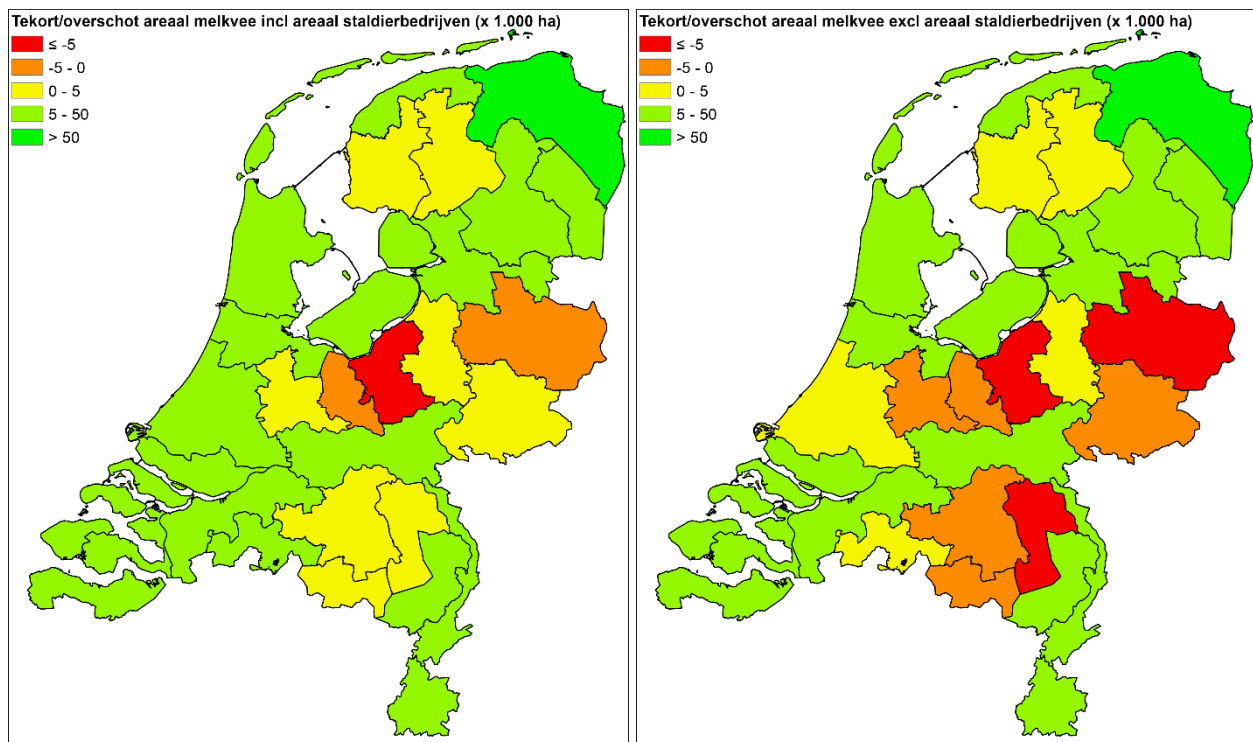 Tekort/overschot areaal melkvee incl areaal staldierbedrijven (x 1.000 ha)
≤ -5
-5 - 0
0 - 5
5 - 50
> 50
Tekort/overschot areaal melkvee excl areaal staldierbedrijven (x 1.000 ha)
≤ -5
-5 - 0
0 - 5
5 - 50
> 50